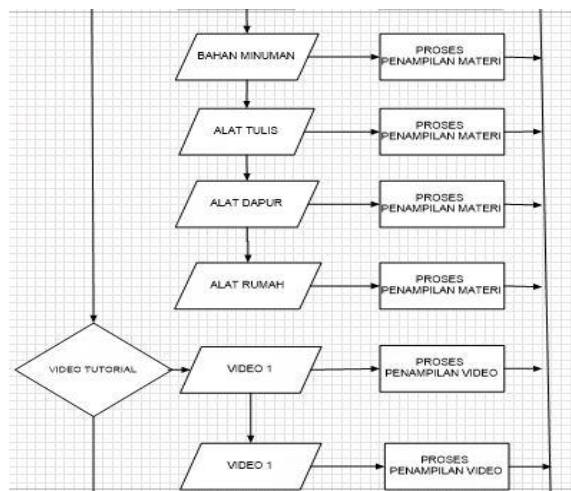 BAHAN MINUMAN
PROSES
PENAMPILAN MATERI
ALAT TULIS
PROSES
PENAMPILAN MATERI
ALAT DAPUR
PROSES
PENAMPILAN MATERI
ALAT RUMAH
PROSES
PENAMPILAN MATERI
VIDEO TUTORIAL
VIDEO 1
PROSES
PENAMPILAN VIDEO
VIDEO 1
PROSES
PENAMPILAN VIDEO